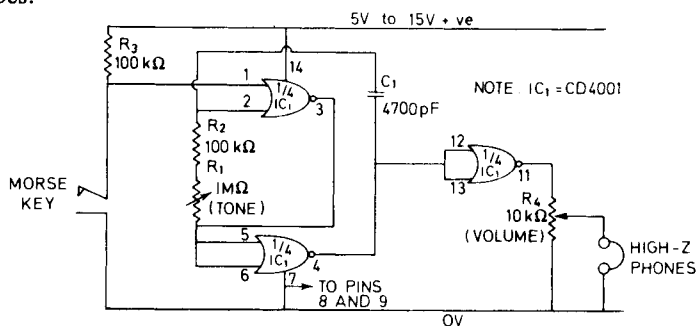 5V to 15V + ve
R3
100 kΩ
14
1
2
1/4
IC1
3
C1
4700pF
NOTE. IC1 = CD4001
R2
100 kΩ
R1
1MΩ
(TONE)
12
13
1/4
IC1
11
MORSE
KEY
R4
10kΩ
(VOLUME)
5
6
1/4
IC1
4
7
TO PINS
8 AND 9
HIGH-Z
PHONES
0V